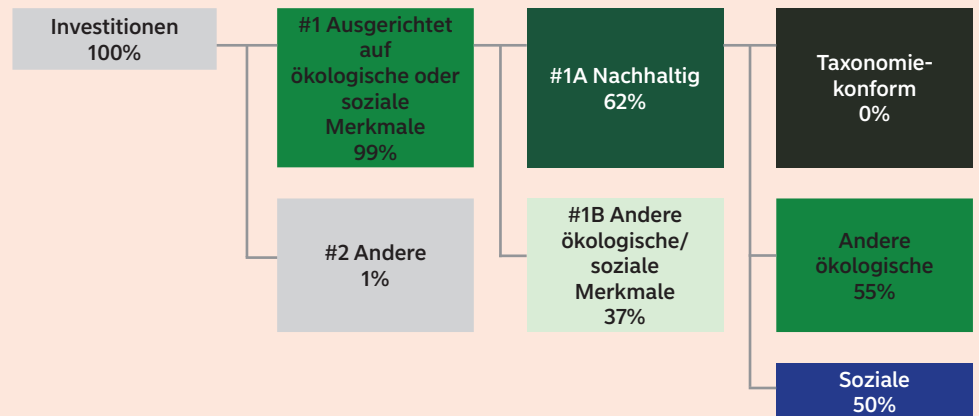 Investitionen
100%
#1 Ausgerichtet
auf
ökologische oder
soziale
Merkmale
99%
#1A Nachhaltig
62%
Taxonomie-
konform
0%
#2 Andere
1%
#1B Andere
ökologische/
soziale
Merkmale
37%
Andere
ökologische
55%
Soziale
50%